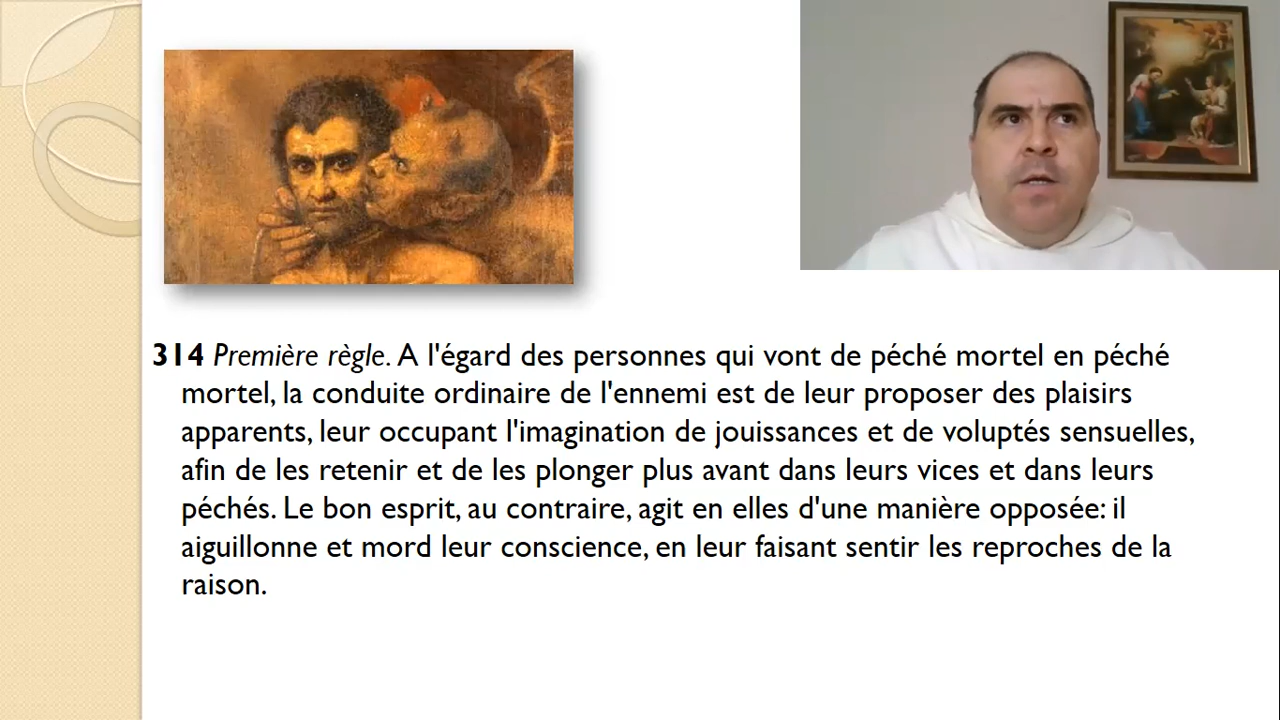 314 Première règle. A l'égard des personnes qui vont de péché mortel en péché
mortel, la conduite ordinaire de l'ennemi est de leur proposer des plaisirs
apparents, leur occupant l'imagination de jouissances et de voluptés sensuelles,
afin de les retenir et de les plonger plus avant dans leurs vices et dans leurs
péchés. Le bon esprit, au contraire, agit en elles d'une manière opposée: il
aiguillonne et mord leur conscience, en leur faisant sentir les reproches de la
raison.